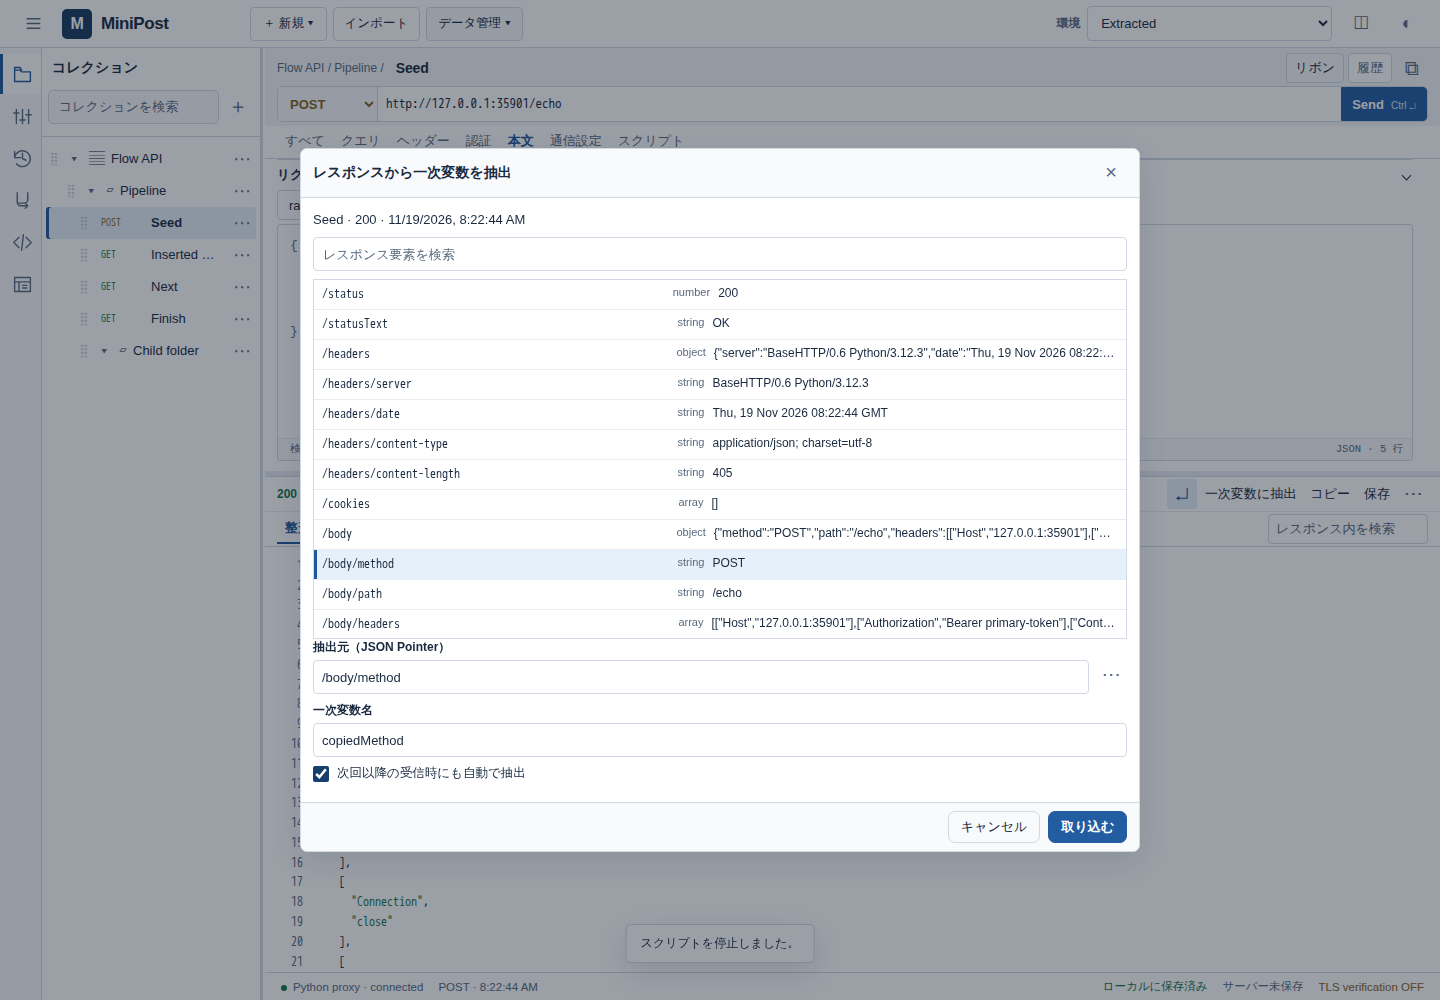 M MiniPost ＋ 新規 ▾ インポート データ管理 ▾ 環境 Extracted
コレクション
コレクションを検索 ＋
Flow API
Pipeline
POST Seed
GET Inserted ...
GET Next
GET Finish
Child folder
Flow API / Pipeline / Seed リボン 履歴
POST http://127.0.0.1:35901/echo Send Ctrl
すべて クエリ ヘッダー 認証 本文 通信設定 スクリプト
レスポンスから一次変数を抽出 ×
Seed · 200 · 11/19/2026, 8:22:44 AM
レスポンス要素を検索
/status number 200
/statusText string OK
/headers object {"server":"BaseHTTP/0.6 Python/3.12.3","date":"Thu, 19 Nov 2026 08:22:...
/headers/server string BaseHTTP/0.6 Python/3.12.3
/headers/date string Thu, 19 Nov 2026 08:22:44 GMT
/headers/content-type string application/json; charset=utf-8
/headers/content-length string 405
/cookies array []
/body object {"method":"POST","path":"/echo","headers":[["Host","127.0.0.1:35901"],["...
/body/method string POST
/body/path string /echo
/body/headers array [["Host","127.0.0.1:35901"],["Authorization","Bearer primary-token"],["Cont...
抽出元（JSON Pointer）
/body/method ···
一次変数名
copiedMethod
次回以降の受信時にも自動で抽出
キャンセル 取り込む
{
}
JSON · 5 行
200 一次変数に抽出 コピー 保存 ···
レスポンス内を検索
16 ],
17 [
18 "Connection",
19 "close"
20 ],
21 [
スクリプトを停止しました。
Python proxy · connected POST · 8:22:44 AM ローカルに保存済み サーバー未保存 TLS verification OFF